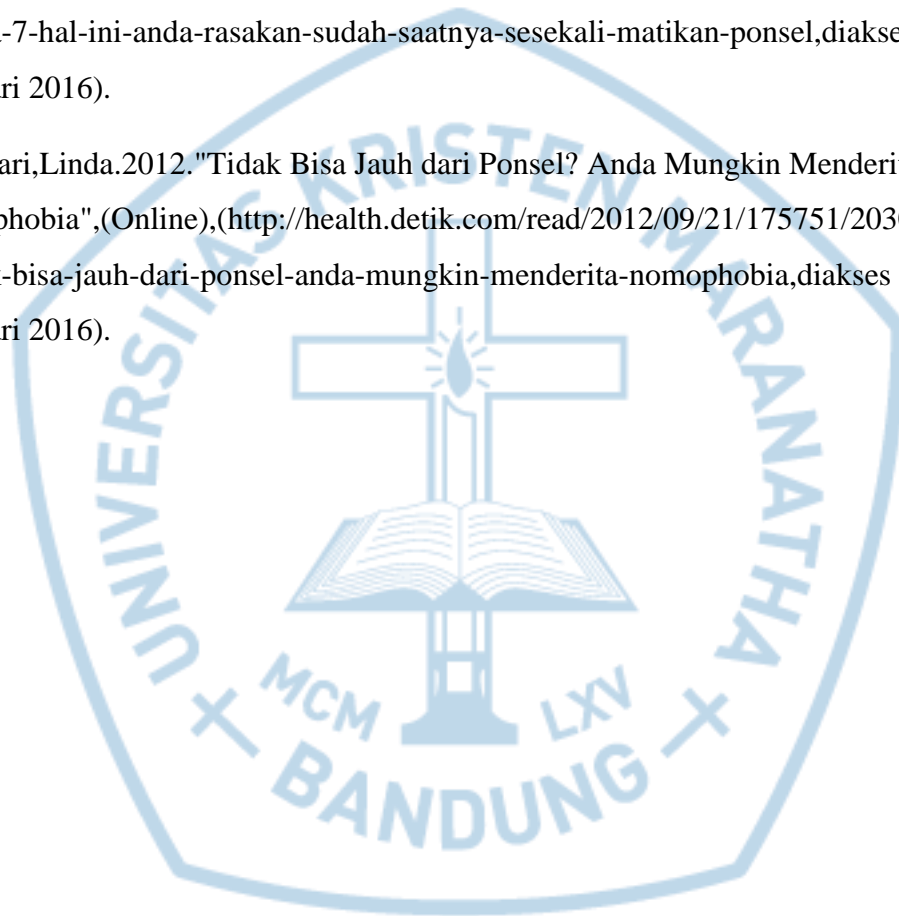 -7-hal-ini-anda-rasakan-sudah-saatnya-sesekali-matikan-ponsel,diakse
ri 2016).
ari,Linda.2012."Tidak Bisa Jauh dari Ponsel? Anda Mungkin Menderit
phobia",(Online),(http://health.detik.com/read/2012/09/21/175751/203
-bisa-jauh-dari-ponsel-anda-mungkin-menderita-nomophobia,diakses
ri 2016).
UNIVERSITAS KRISTEN MARANATHA
MCM LXV
BANDUNG